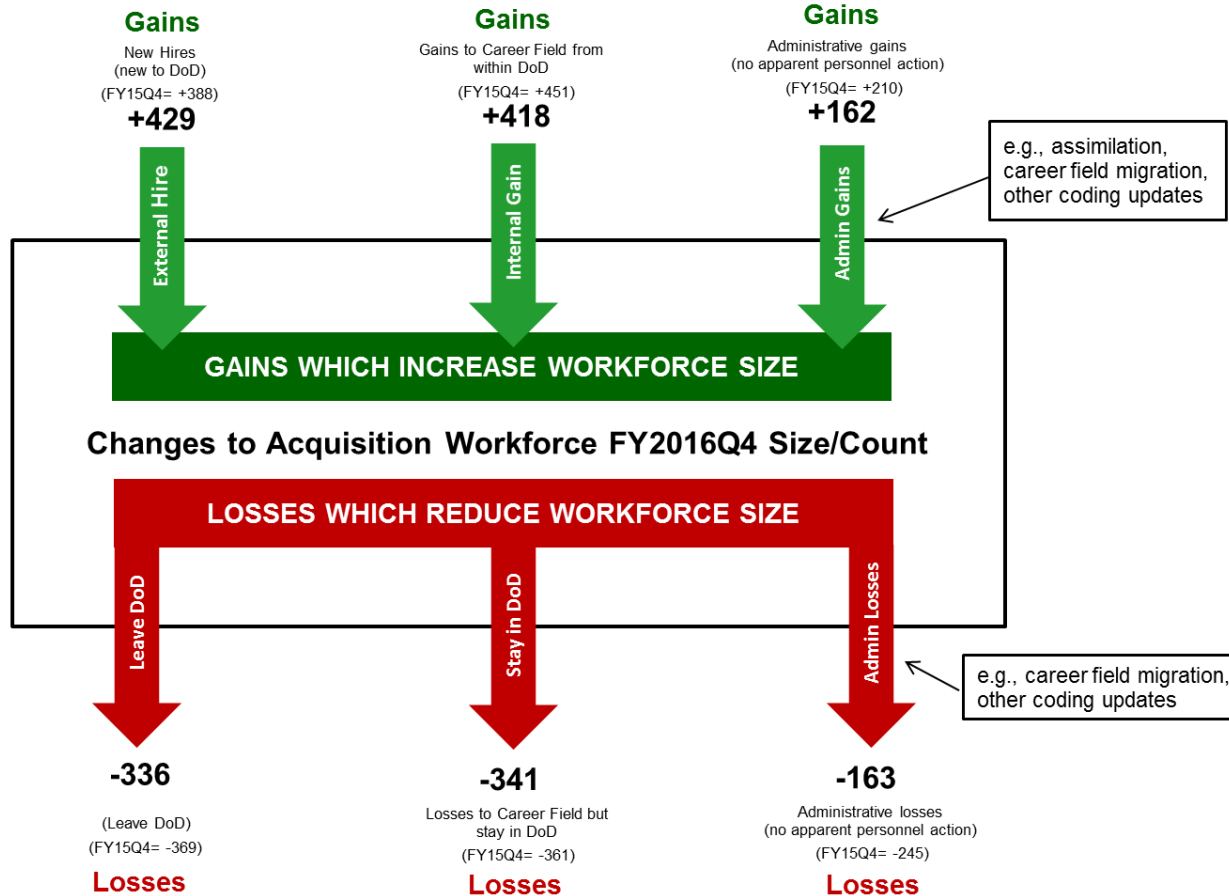 Gains
New Hires
(new to DoD)
(FY15Q4= +388)
+429
Gains
Gains to Career Field from
within DoD
(FY15Q4= +451)
+418
Gains
Administrative gains
(no apparent personnel action)
(FY15Q4= +210)
+162
e.g., assimilation,
career field migration,
other coding updates
External Hire
Internal Gain
Admin Gains
GAINS WHICH INCREASE WORKFORCE SIZE
Changes to Acquisition Workforce FY2016Q4 Size/Count
LOSSES WHICH REDUCE WORKFORCE SIZE
Leave DoD
Stay in DoD
Admin Losses
e.g., career field migration,
other coding updates
-336
(Leave DoD)
(FY15Q4= -369)
Losses
-341
Losses to Career Field but
stay in DoD
(FY15Q4= -361)
Losses
-163
Administrative losses
(no apparent personnel action)
(FY15Q4= -245)
Losses